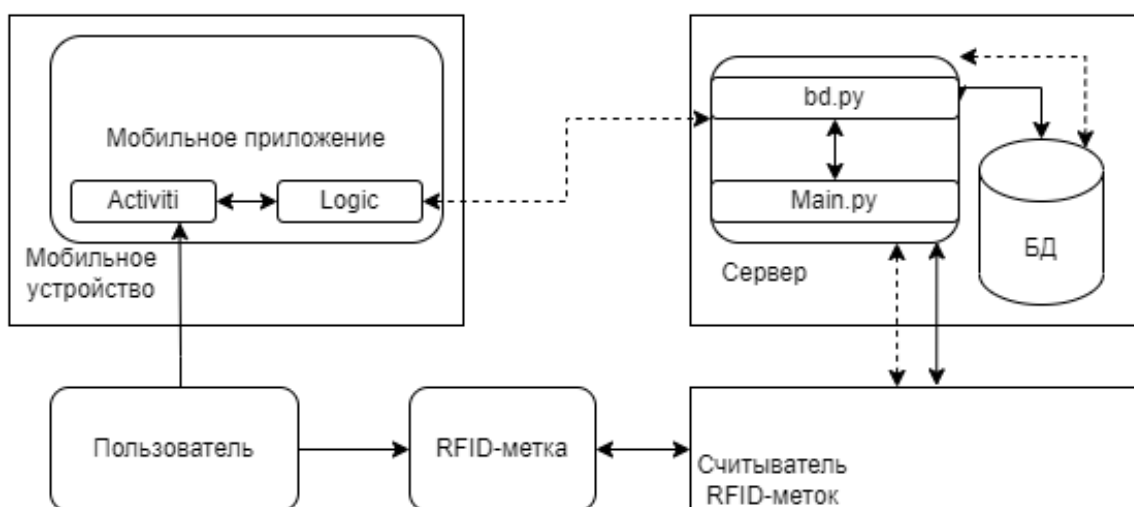 Мобильное приложение
Activiti
Logic
Мобильное
устройство
bd.py
Main.py
Сервер
БД
Пользователь
RFID-метка
Считыватель
RFID-меток